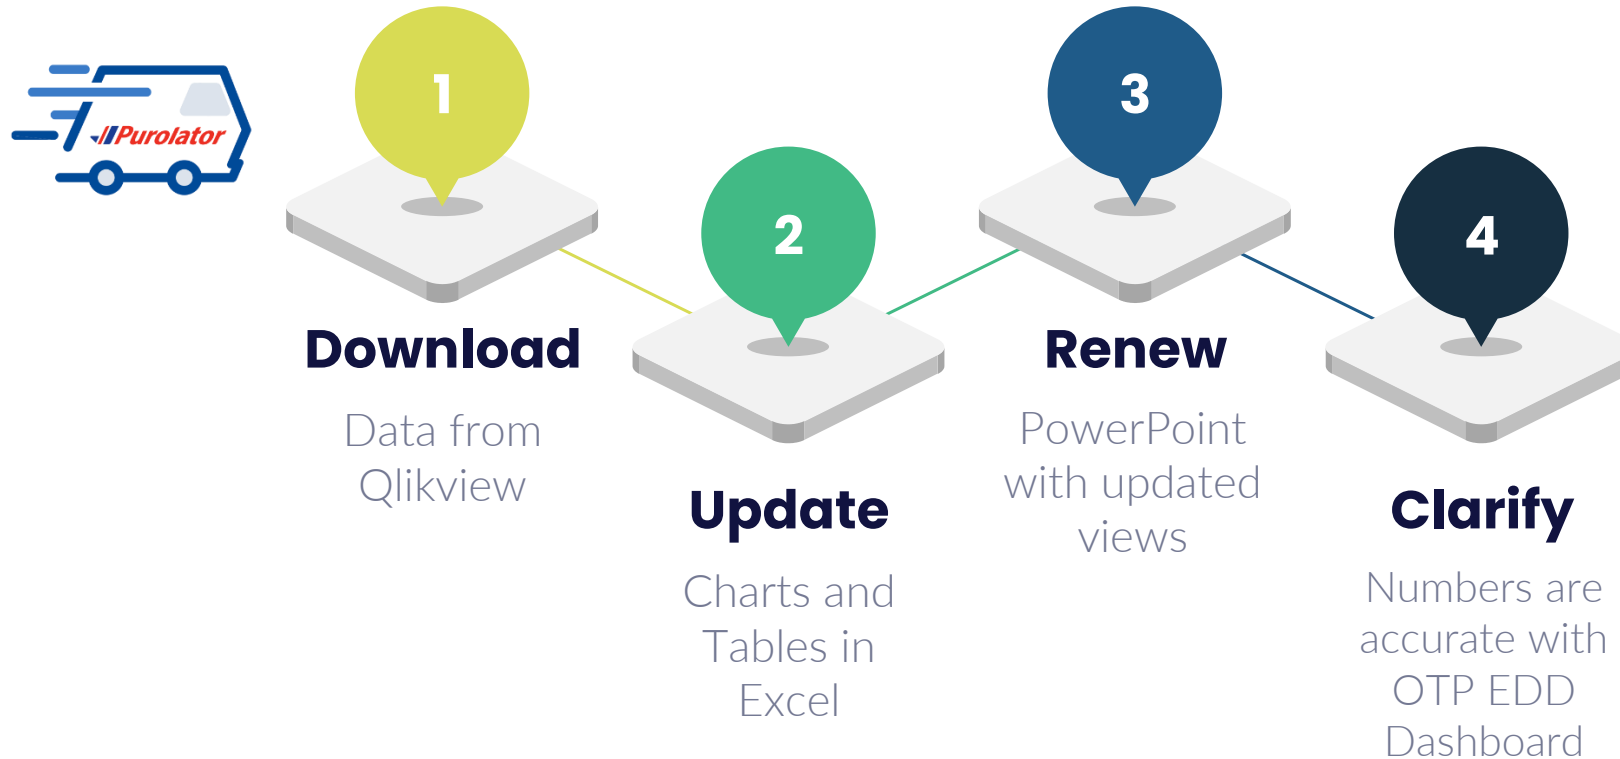 Purolator
1
Download
Data from
Qlikview
2
Update
Charts and
Tables in
Excel
3
Renew
PowerPoint
with updated
views
4
Clarify
Numbers are
accurate with
OTP EDD
Dashboard